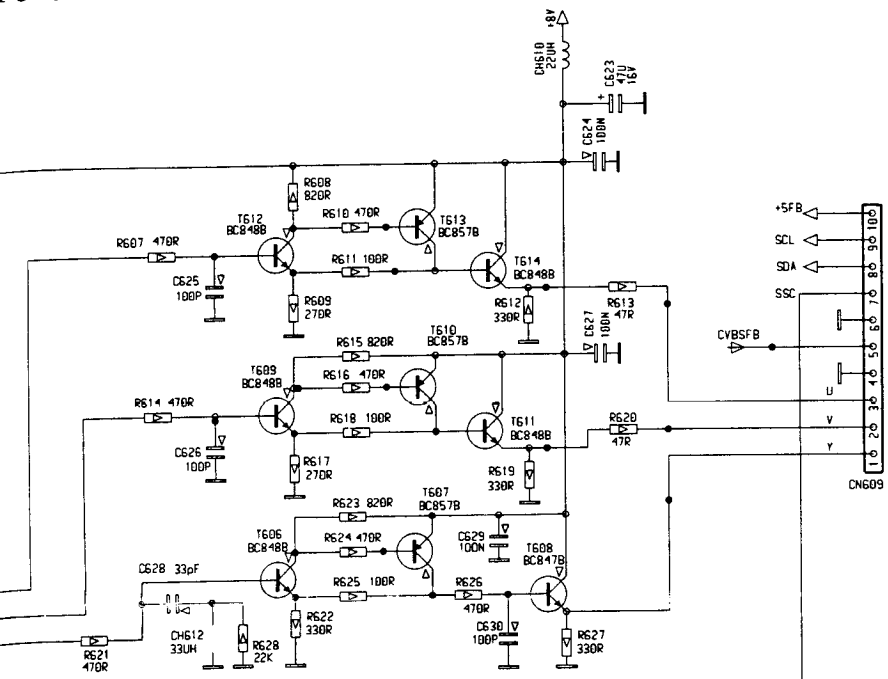 +8V
CH610
22UH
C623
47U
16V
+
C624
100N
R608
820R
T612
BC848B
R610 470R
T613
BC857B
R607 470R
R611 100R
T614
BC848B
C625
100P
R609
270R
R612
330R
R613
47R
+5FB
SCL
SDA
SSC
CVBSFB
U
V
Y
10
9
8
7
6
5
4
3
2
1
CN609
C627
100N
T610
BC857B
R615 820R
T609
BC848B
R616 470R
R614 470R
R618 100R
T611
BC848B
R620
47R
C626
100P
R617
270R
R619
330R
R623 820R
T607
BC857B
T606
BC848B
R624 470R
C629
100N
T608
BC847B
C628 33pF
R625 100R
R626
470R
CH612
33UH
R622
330R
C630
100P
R627
330R
R621
470R
R628
22K